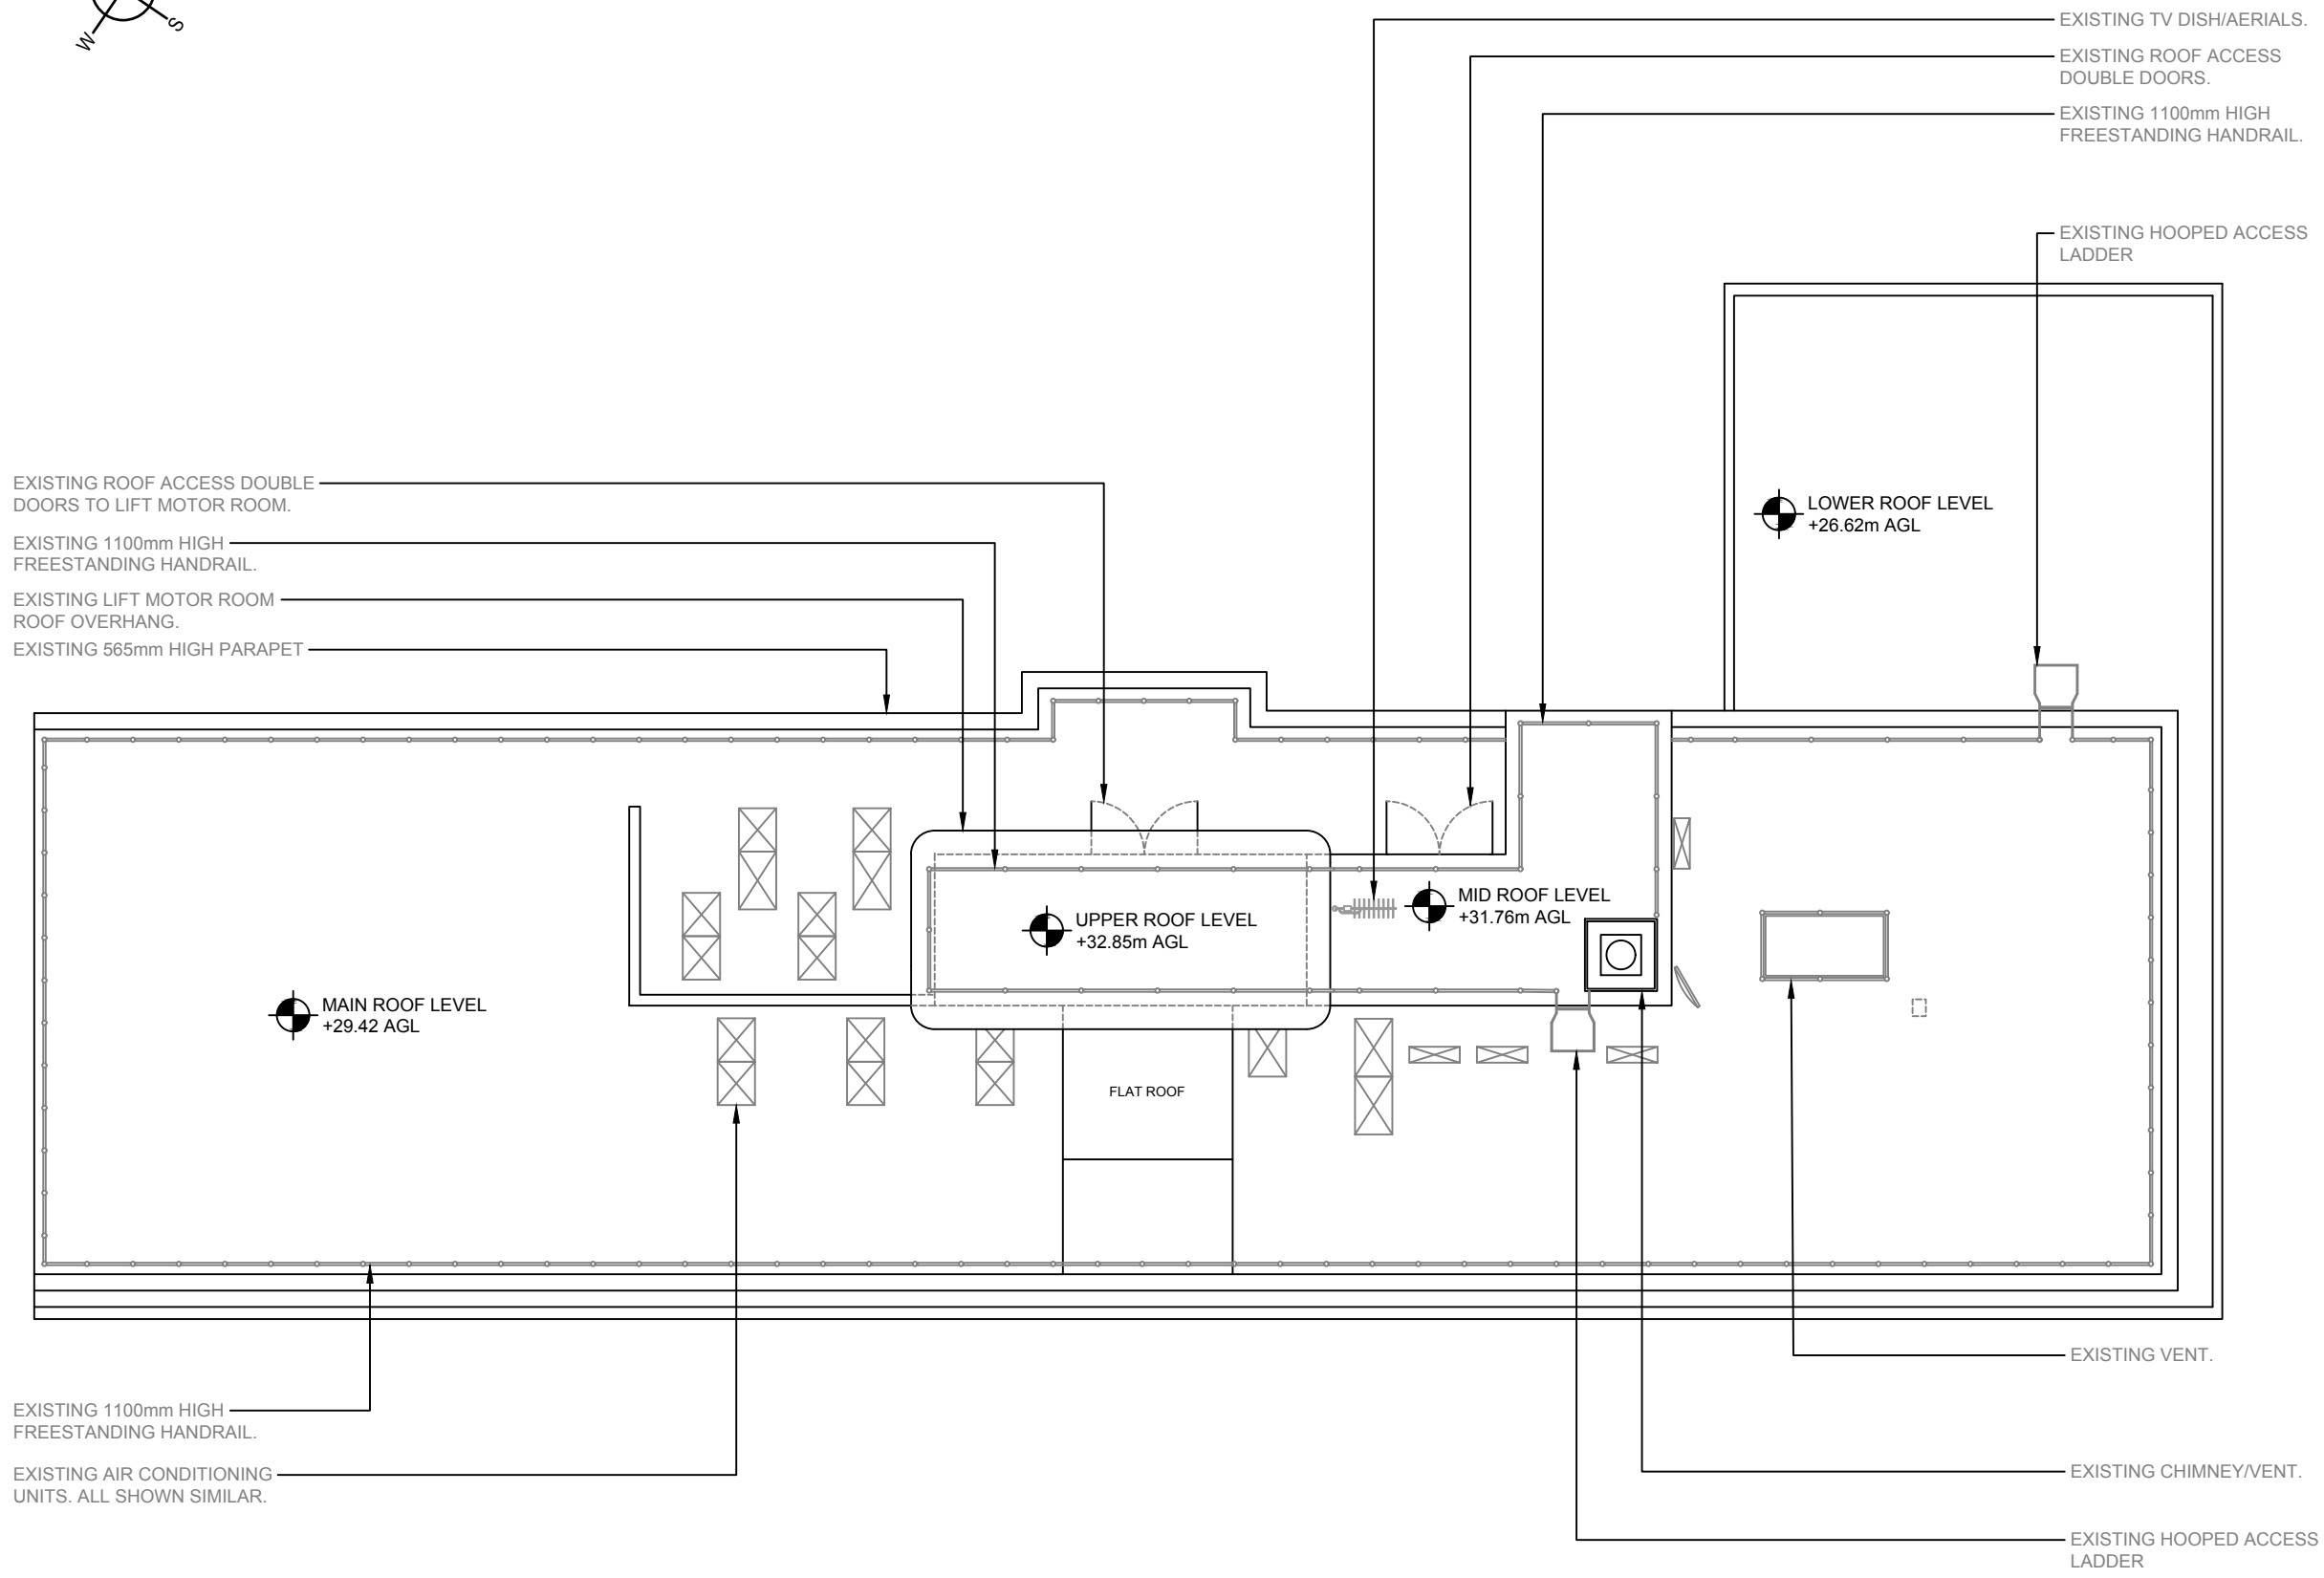 W
S
EXISTING TV DISH/AERIALS.
EXISTING ROOF ACCESS
DOUBLE DOORS.
EXISTING 1100mm HIGH
FREESTANDING HANDRAIL.
EXISTING HOOPED ACCESS
LADDER
EXISTING ROOF ACCESS DOUBLE
DOORS TO LIFT MOTOR ROOM.
EXISTING 1100mm HIGH
FREESTANDING HANDRAIL.
EXISTING LIFT MOTOR ROOM
ROOF OVERHANG.
EXISTING 565mm HIGH PARAPET
LOWER ROOF LEVEL
+26.62m AGL
MID ROOF LEVEL
+31.76m AGL
UPPER ROOF LEVEL
+32.85m AGL
MAIN ROOF LEVEL
+29.42 AGL
FLAT ROOF
EXISTING VENT.
EXISTING 1100mm HIGH
FREESTANDING HANDRAIL.
EXISTING AIR CONDITIONING
UNITS. ALL SHOWN SIMILAR.
EXISTING CHIMNEY/VENT.
EXISTING HOOPED ACCESS
LADDER